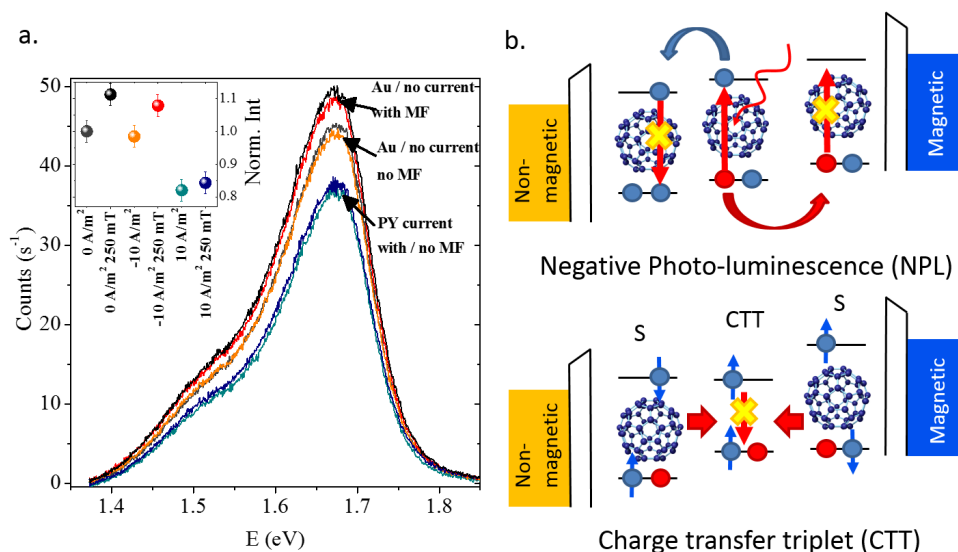 a.
Au / no current
with MF
Au / no current
no MF
PY current
with / no MF
50
40
30
20
10
0
Counts (s⁻¹)
1.4
1.5
1.6
1.7
1.8
E (eV)
1.1
1.0
0.9
0.8
Norm. Int
0 A/m²
0 A/m² 250 mT
-10 A/m²
-10 A/m² 250 mT
10 A/m²
10 A/m² 250 mT
b.
Non-
magnetic
Magnetic
Negative Photo-luminescence (NPL)
S
CTT
S
Non-
magnetic
Magnetic
Charge transfer triplet (CTT)